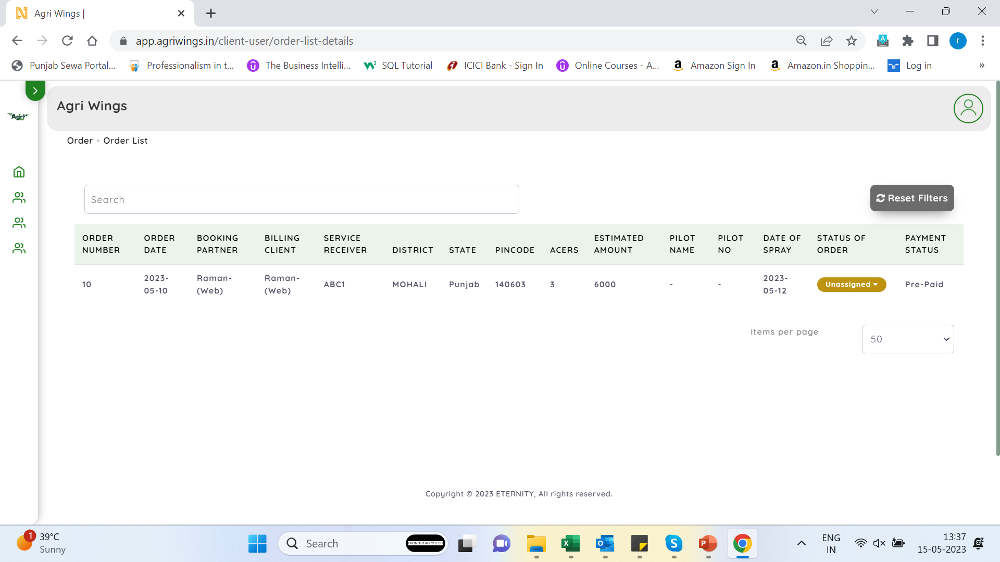 Agri Wings |
app.agriwings.in/client-user/order-list-details
r
Punjab Sewa Portal... Professionalism in t... The Business Intelli... SQL Tutorial ICICI Bank - Sign In Online Courses - A... Amazon Sign In Amazon.in Shoppin... Log in »
Agri Wings
Agri
Order • Order List
Search
Reset Filters
ORDER NUMBER ORDER DATE BOOKING PARTNER BILLING CLIENT SERVICE RECEIVER DISTRICT STATE PINCODE ACERS ESTIMATED AMOUNT PILOT NAME PILOT NO DATE OF SPRAY STATUS OF ORDER PAYMENT STATUS
10 2023-05-10 Raman-(Web) Raman-(Web) ABC1 MOHALI Punjab 140603 3 6000 - - 2023-05-12 Unassigned Pre-Paid
items per page 50
Copyright © 2023 ETERNITY, All rights reserved.
1 39°C
Sunny
Search
FRONTIER AGROTECH
ENG
IN
13:37
15-05-2023